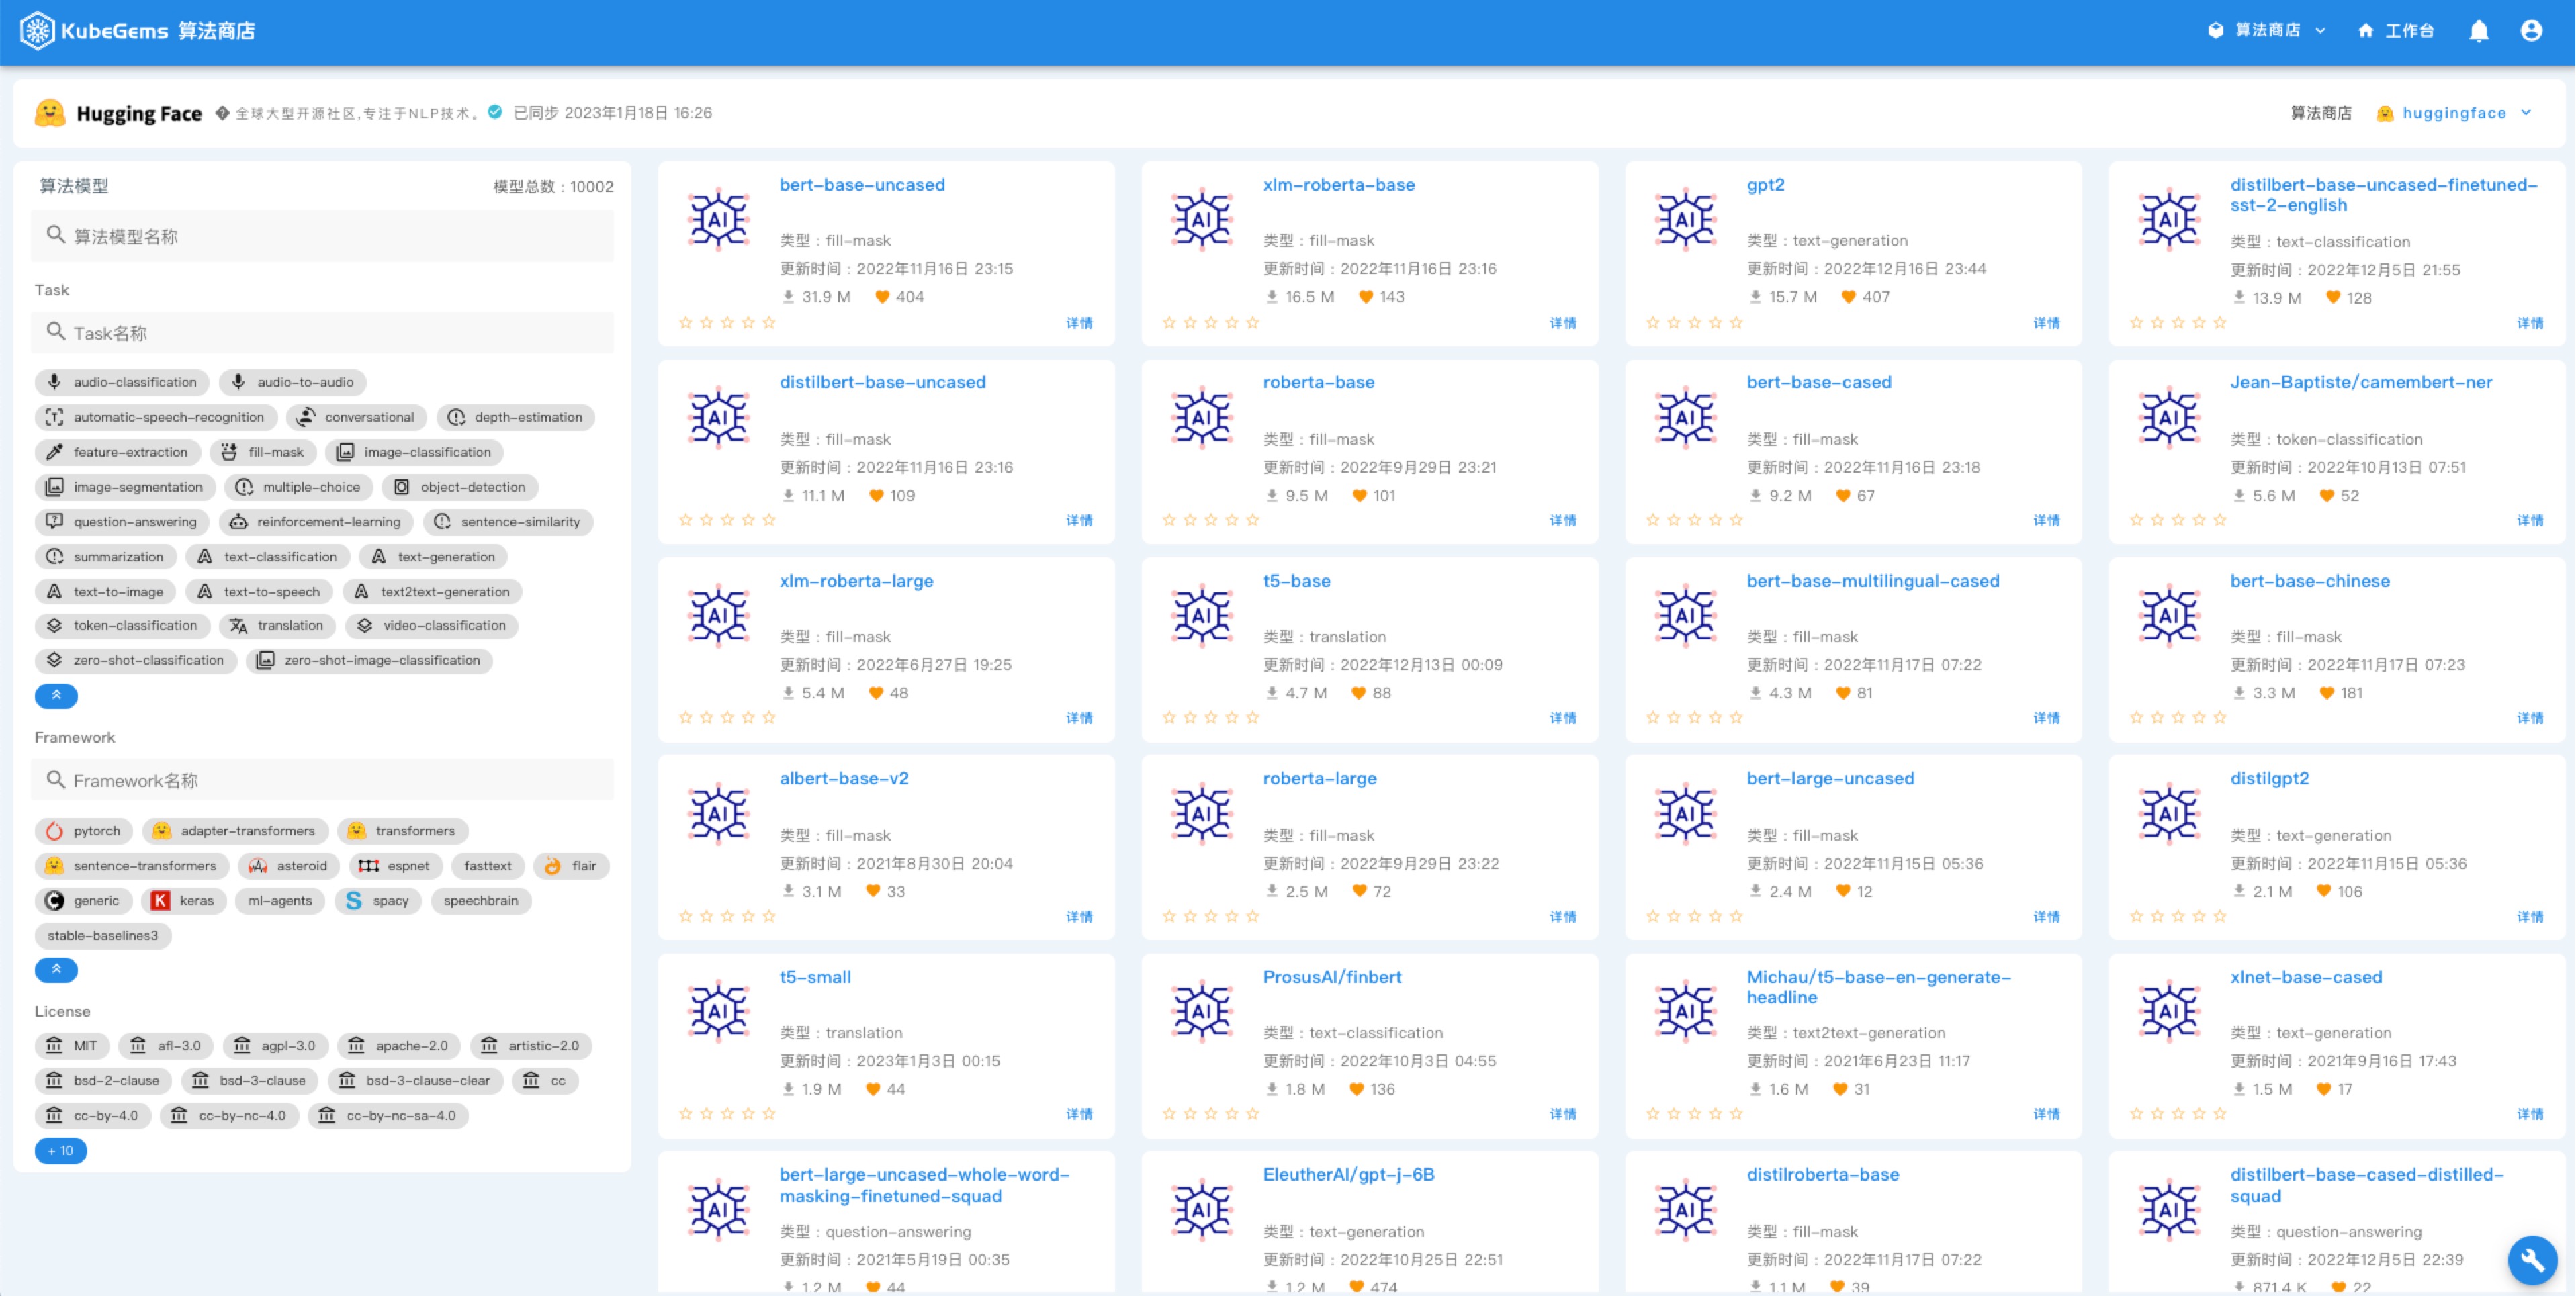 KubeGems 算法商店
算法商店
工作台
Hugging Face
全球大型开源社区,专注于NLP技术。
已同步 2023年1月18日 16:26
算法商店
huggingface
算法模型
模型总数：10002
算法模型名称
Task
Task名称
audio-classification
audio-to-audio
automatic-speech-recognition
conversational
depth-estimation
feature-extraction
fill-mask
image-classification
image-segmentation
multiple-choice
object-detection
question-answering
reinforcement-learning
sentence-similarity
summarization
text-classification
text-generation
text-to-image
text-to-speech
text2text-generation
token-classification
translation
video-classification
zero-shot-classification
zero-shot-image-classification
Framework
Framework名称
pytorch
adapter-transformers
transformers
sentence-transformers
asteroid
espnet
fasttext
flair
generic
keras
ml-agents
spacy
speechbrain
stable-baselines3
License
MIT
afl-3.0
agpl-3.0
apache-2.0
artistic-2.0
bsd-2-clause
bsd-3-clause
bsd-3-clause-clear
cc
cc-by-4.0
cc-by-nc-4.0
cc-by-nc-sa-4.0
+ 10
AI
bert-base-uncased
类型：fill-mask
更新时间：2022年11月16日 23:15
31.9 M 404
详情
AI
xlm-roberta-base
类型：fill-mask
更新时间：2022年11月16日 23:16
16.5 M 143
详情
AI
gpt2
类型：text-generation
更新时间：2022年12月16日 23:44
15.7 M 407
详情
AI
distilbert-base-uncased-finetuned-
sst-2-english
类型：text-classification
更新时间：2022年12月5日 21:55
13.9 M 128
详情
AI
distilbert-base-uncased
类型：fill-mask
更新时间：2022年11月16日 23:16
11.1 M 109
详情
AI
roberta-base
类型：fill-mask
更新时间：2022年9月29日 23:21
9.5 M 101
详情
AI
bert-base-cased
类型：fill-mask
更新时间：2022年11月16日 23:18
9.2 M 67
详情
AI
Jean-Baptiste/camembert-ner
类型：token-classification
更新时间：2022年10月13日 07:51
5.6 M 52
详情
AI
xlm-roberta-large
类型：fill-mask
更新时间：2022年6月27日 19:25
5.4 M 48
详情
AI
t5-base
类型：translation
更新时间：2022年12月13日 00:09
4.7 M 88
详情
AI
bert-base-multilingual-cased
类型：fill-mask
更新时间：2022年11月17日 07:22
4.3 M 81
详情
AI
bert-base-chinese
类型：fill-mask
更新时间：2022年11月17日 07:23
3.3 M 181
详情
AI
albert-base-v2
类型：fill-mask
更新时间：2021年8月30日 20:04
3.1 M 33
详情
AI
roberta-large
类型：fill-mask
更新时间：2022年9月29日 23:22
2.5 M 72
详情
AI
bert-large-uncased
类型：fill-mask
更新时间：2022年11月15日 05:36
2.4 M 12
详情
AI
distilgpt2
类型：text-generation
更新时间：2022年11月15日 05:36
2.1 M 106
详情
AI
t5-small
类型：translation
更新时间：2023年1月3日 00:15
1.9 M 44
详情
AI
ProsusAI/finbert
类型：text-classification
更新时间：2022年10月3日 04:55
1.8 M 136
详情
AI
Michau/t5-base-en-generate-
headline
类型：text2text-generation
更新时间：2021年6月23日 11:17
1.6 M 31
详情
AI
xlnet-base-cased
类型：text-generation
更新时间：2021年9月16日 17:43
1.5 M 17
详情
AI
bert-large-uncased-whole-word-
masking-finetuned-squad
类型：question-answering
更新时间：2021年5月19日 00:35
1.2 M 44
AI
EleutherAI/gpt-j-6B
类型：text-generation
更新时间：2022年10月25日 22:51
1.2 M 474
AI
distilroberta-base
类型：fill-mask
更新时间：2022年11月17日 07:22
1.1 M 39
AI
distilbert-base-cased-distilled-
squad
类型：question-answering
更新时间：2022年12月5日 22:39
871.4 K 22